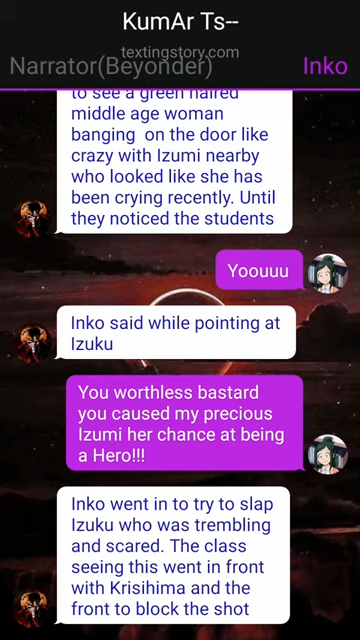 KumAr Ts--
textingstory.com
Narrator(Beyonder)
Inko
to see a green haired
middle age woman
banging  on the door like
crazy with Izumi nearby
who looked like she has
been crying recently. Until
they noticed the students
Yoouuu
Inko said while pointing at
Izuku
You worthless bastard
you caused my precious
Izumi her chance at being
a Hero!!!
Inko went in to try to slap
Izuku who was trembling
and scared. The class
seeing this went in front
with Krisihima and the
front to block the shot